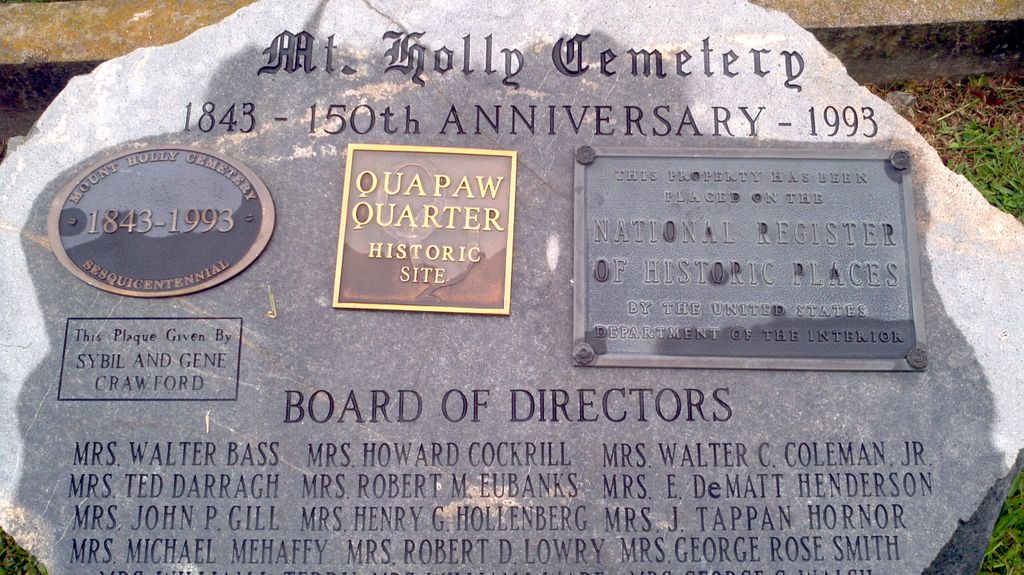 Mt. Holly Cemetery
1843 - 150th ANNIVERSARY - 1993
MOUNT HOLLY CEMETERY
1843-1993
SESQUICENTENNIAL
QUAPAW
QUARTER
HISTORIC
SITE
THIS PROPERTY HAS BEEN
PLACED ON THE
NATIONAL REGISTER
OF HISTORIC PLACES
BY THE UNITED STATES
DEPARTMENT OF THE INTERIOR
This Plaque Given By
SYBIL AND GENE
CRAWFORD
BOARD OF DIRECTORS
MRS. WALTER BASS MRS. HOWARD COCKRILL MRS. WALTER C. COLEMAN, JR.
MRS. TED DARRAGH MRS. ROBERT M. EUBANKS MRS. E. DeMATT HENDERSON
MRS. JOHN P. GILL MRS. HENRY G. HOLLENBERG MRS. J. TAPPAN HORNOR
MRS. MICHAEL MEHAFFY MRS. ROBERT D. LOWRY MRS. GEORGE ROSE SMITH